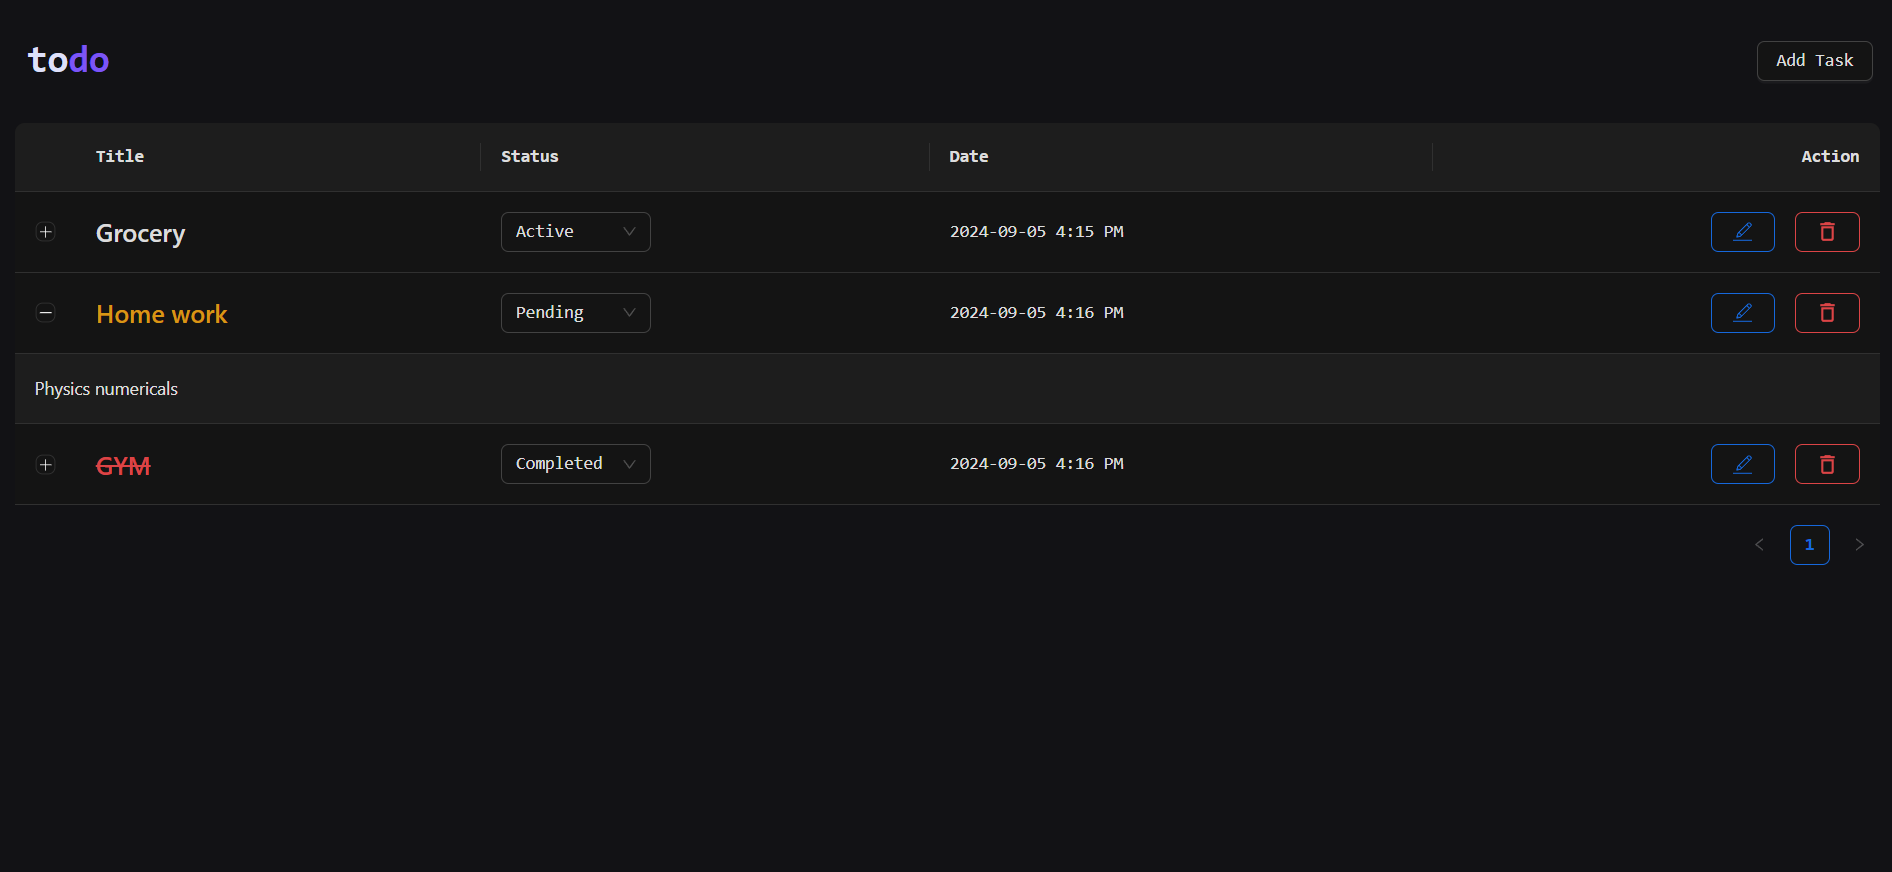 todo
Add Task
Title Status Date Action
Grocery Active 2024-09-05 4:15 PM
Home work Pending 2024-09-05 4:16 PM
Physics numericals
GYM Completed 2024-09-05 4:16 PM
1